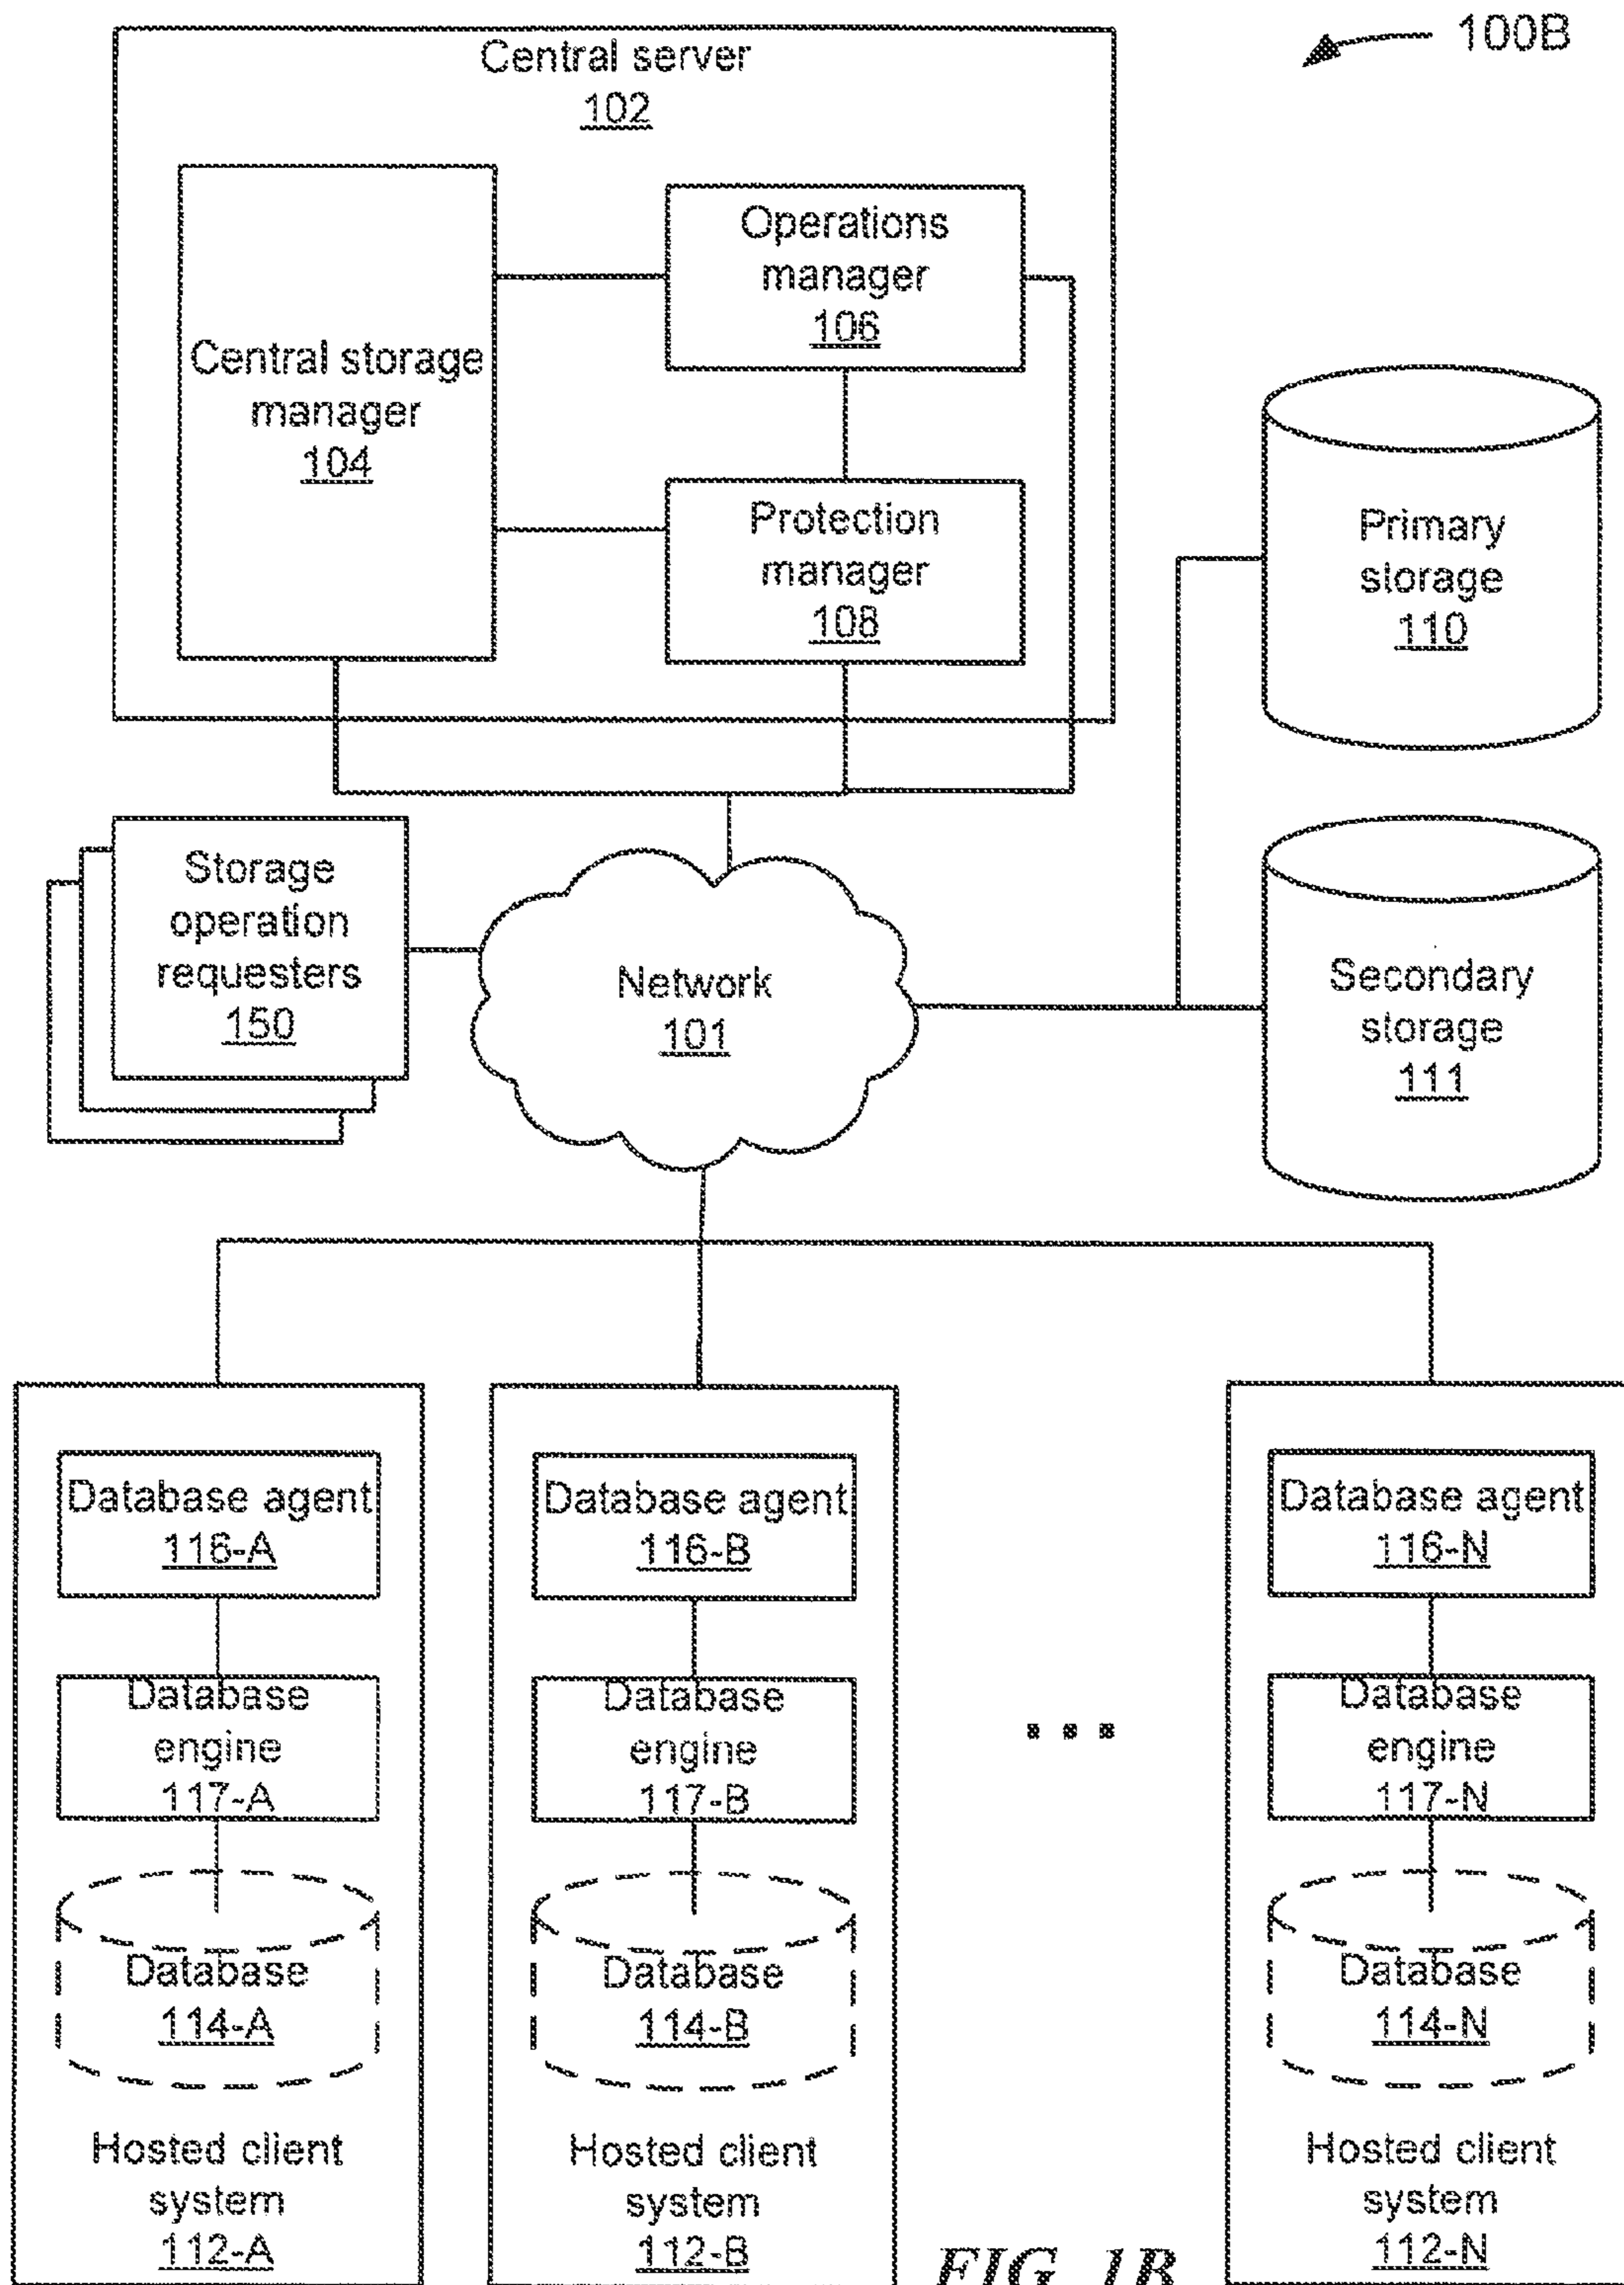 100B
Central server
102
Central storage
manager
104
Operations
manager
106
Protection
manager
108
Primary
storage
110
Storage
operation
requesters
150
Network
101
Secondary
storage
111
Database agent
116-A
Database
engine
117-A
Database
114-A
Hosted client
system
112-A
Database agent
116-B
Database
engine
117-B
Database
114-B
Hosted client
system
112-B
...
Database agent
116-N
Database
engine
117-N
Database
114-N
Hosted client
system
112-N
FIG. 1B